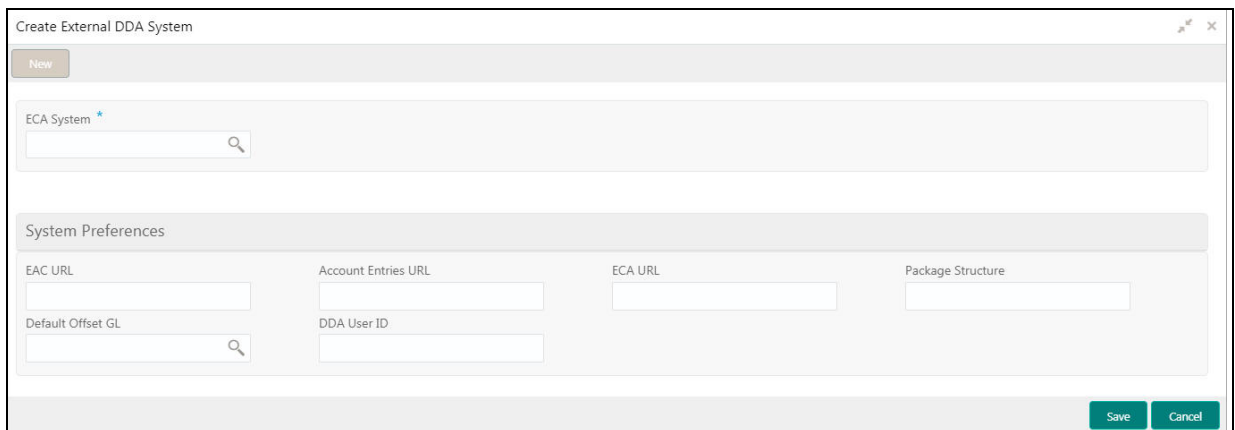 Create External DDA System
New
ECA System *
System Preferences
EAC URL Account Entries URL ECA URL Package Structure
Default Offset GL DDA User ID
Save Cancel